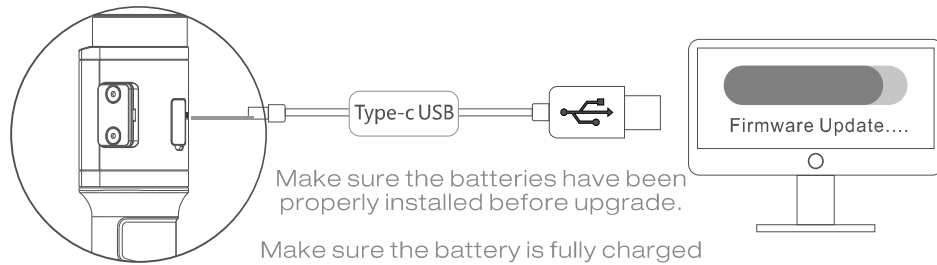 Type-c USB
Firmware Update....
Make sure the batteries have been
properly installed before upgrade.
Make sure the battery is fully charged